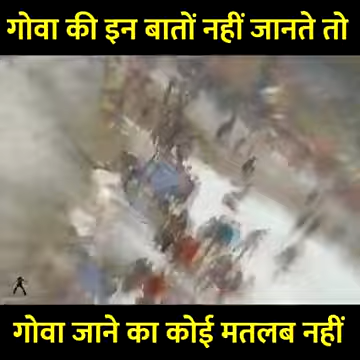 गोवा की इन बातों नहीं जानते तो
गोवा जाने का कोई मतलब नहीं